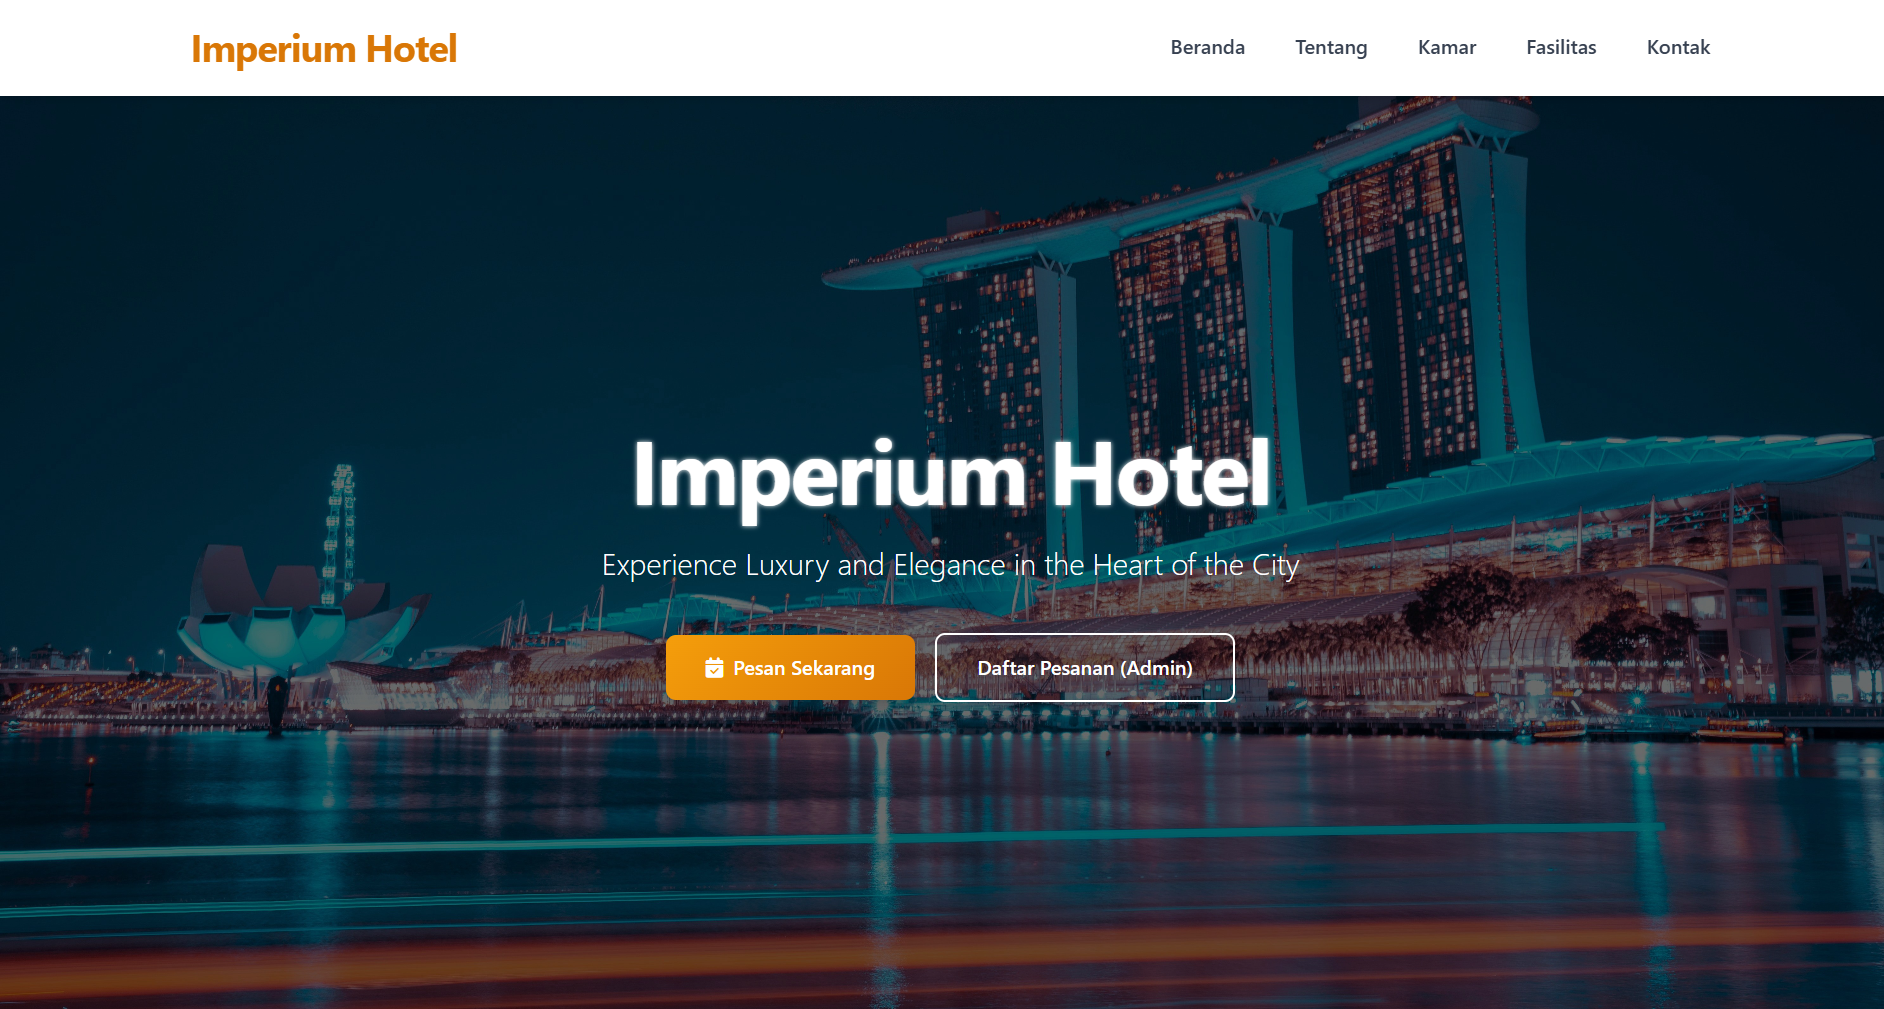 Imperium Hotel
Beranda Tentang Kamar Fasilitas Kontak
Imperium Hotel
Experience Luxury and Elegance in the Heart of the City
Pesan Sekarang
Daftar Pesanan (Admin)